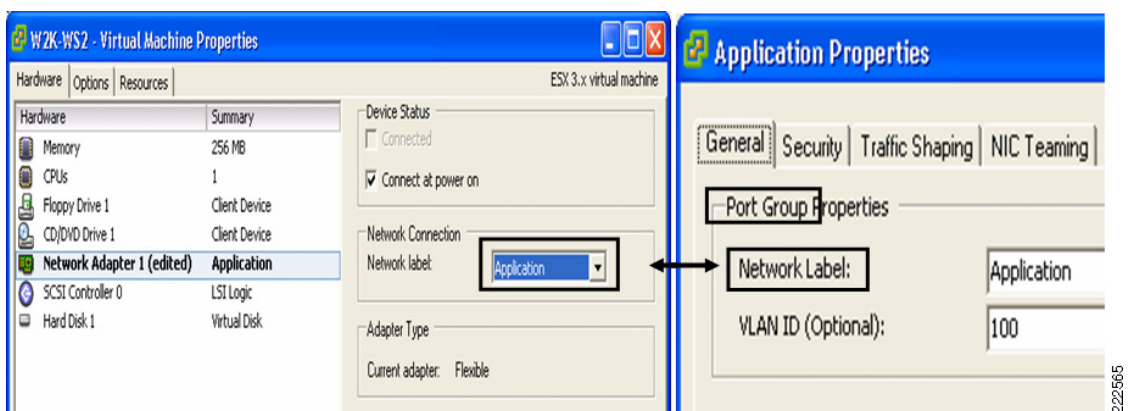 W2K-WS2 - Virtual Machine Properties
Hardware Options Resources
ESX 3.x virtual machine
Hardware Summary
Memory 256 MB
CPUs 1
Floppy Drive 1 Client Device
CD/DVD Drive 1 Client Device
Network Adapter 1 (edited) Application
SCSI Controller 0 LSI Logic
Hard Disk 1 Virtual Disk
Device Status
Connected
Connect at power on
Network Connection
Network label: Application
Adapter Type
Current adapter: Flexible
Application Properties
General Security Traffic Shaping NIC Teaming
Port Group Properties
Network Label: Application
VLAN ID (Optional): 100
222565